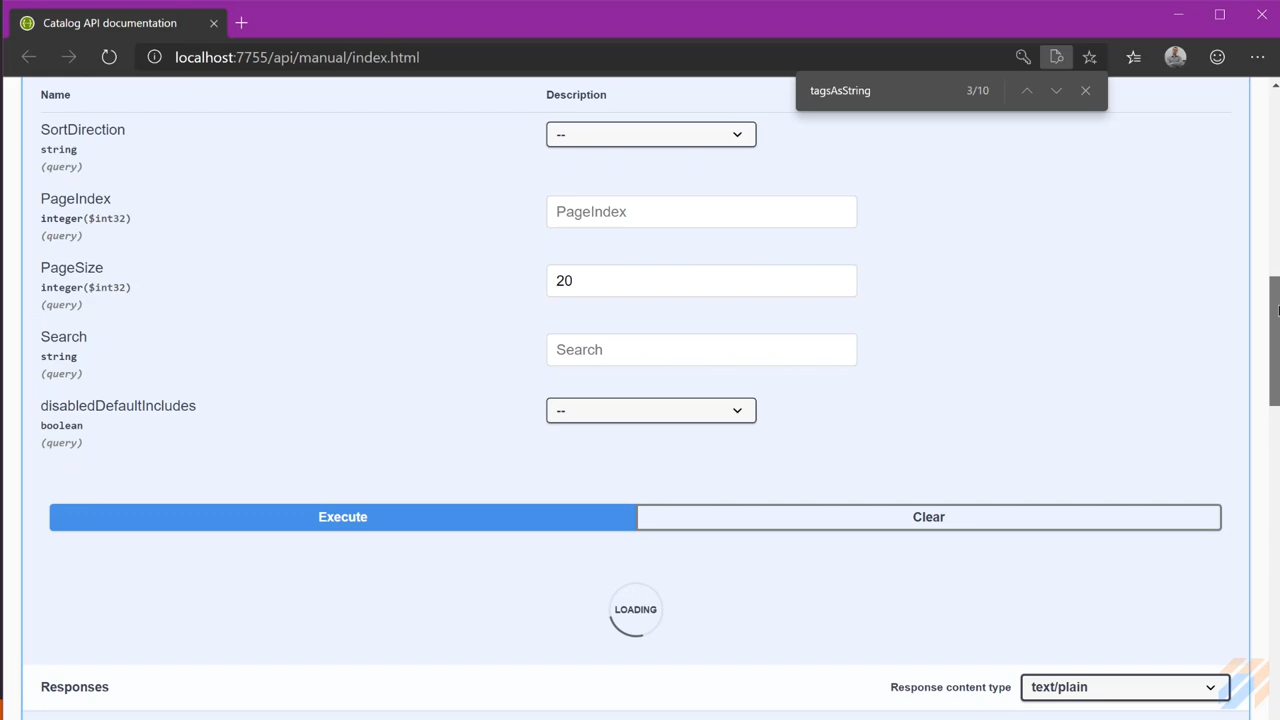 Catalog API documentation
localhost:7755/api/manual/index.html
tagsAsString 3/10
Name Description
SortDirection
string
(query)
--
PageIndex
integer($int32)
(query)
PageIndex
PageSize
integer($int32)
(query)
20
Search
string
(query)
Search
disabledDefaultIncludes
boolean
(query)
--
Execute Clear
LOADING
Responses Response content type text/plain